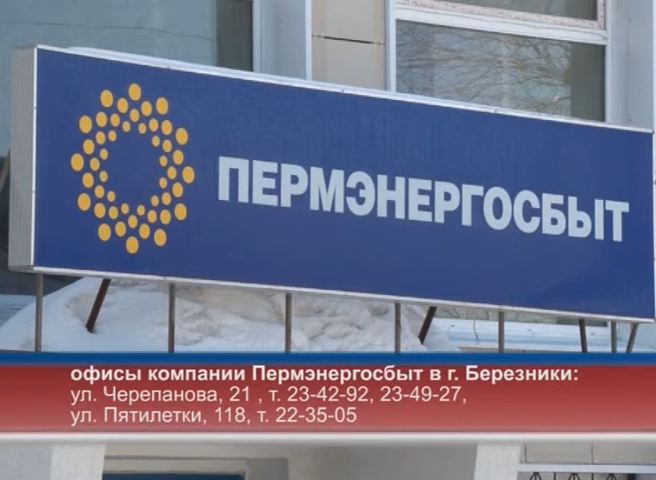 ПЕРМЭНЕРГОСБЫТ
офисы компании Пермэнергосбыт в г. Березники:
ул. Черепанова, 21 , т. 23-42-92, 23-49-27,
ул. Пятилетки, 118, т. 22-35-05